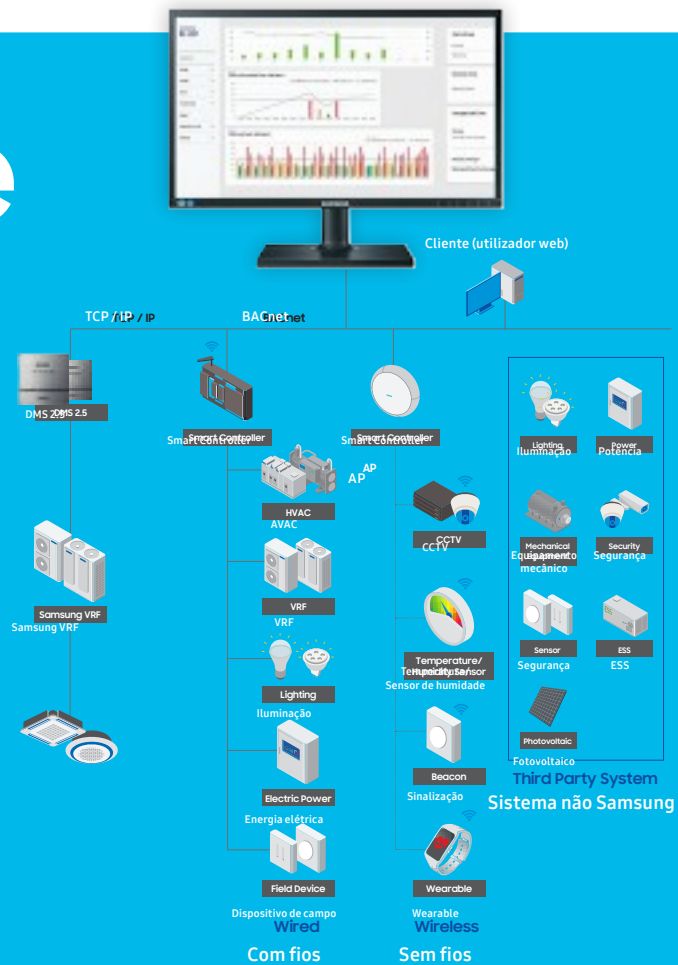 e
Cliente (utilizador web)
TCP / IP
TCP / IP
BACnet
BACnet
DMS 2.5
DMS 2.5
Smart Controller
Smart Controller
Smart Controller
Smart Controller
Lighting
Iluminação
Power
Potência
AP
AP
HVAC
AVAC
CCTV
CCTV
Mechanical
equipment
Equipamento
mecânico
Security
Segurança
Samsung VRF
Samsung VRF
VRF
VRF
Temperature/
Humidity Sensor
Temperatura/
Sensor de humidade
Sensor
Segurança
ESS
ESS
Lighting
Iluminação
Photovoltaic
Fotovoltaico
Beacon
Sinalização
Third Party System
Sistema não Samsung
Electric Power
Energia elétrica
Field Device
Dispositivo de campo
Wearable
Wearable
Wired
Com fios
Wireless
Sem fios